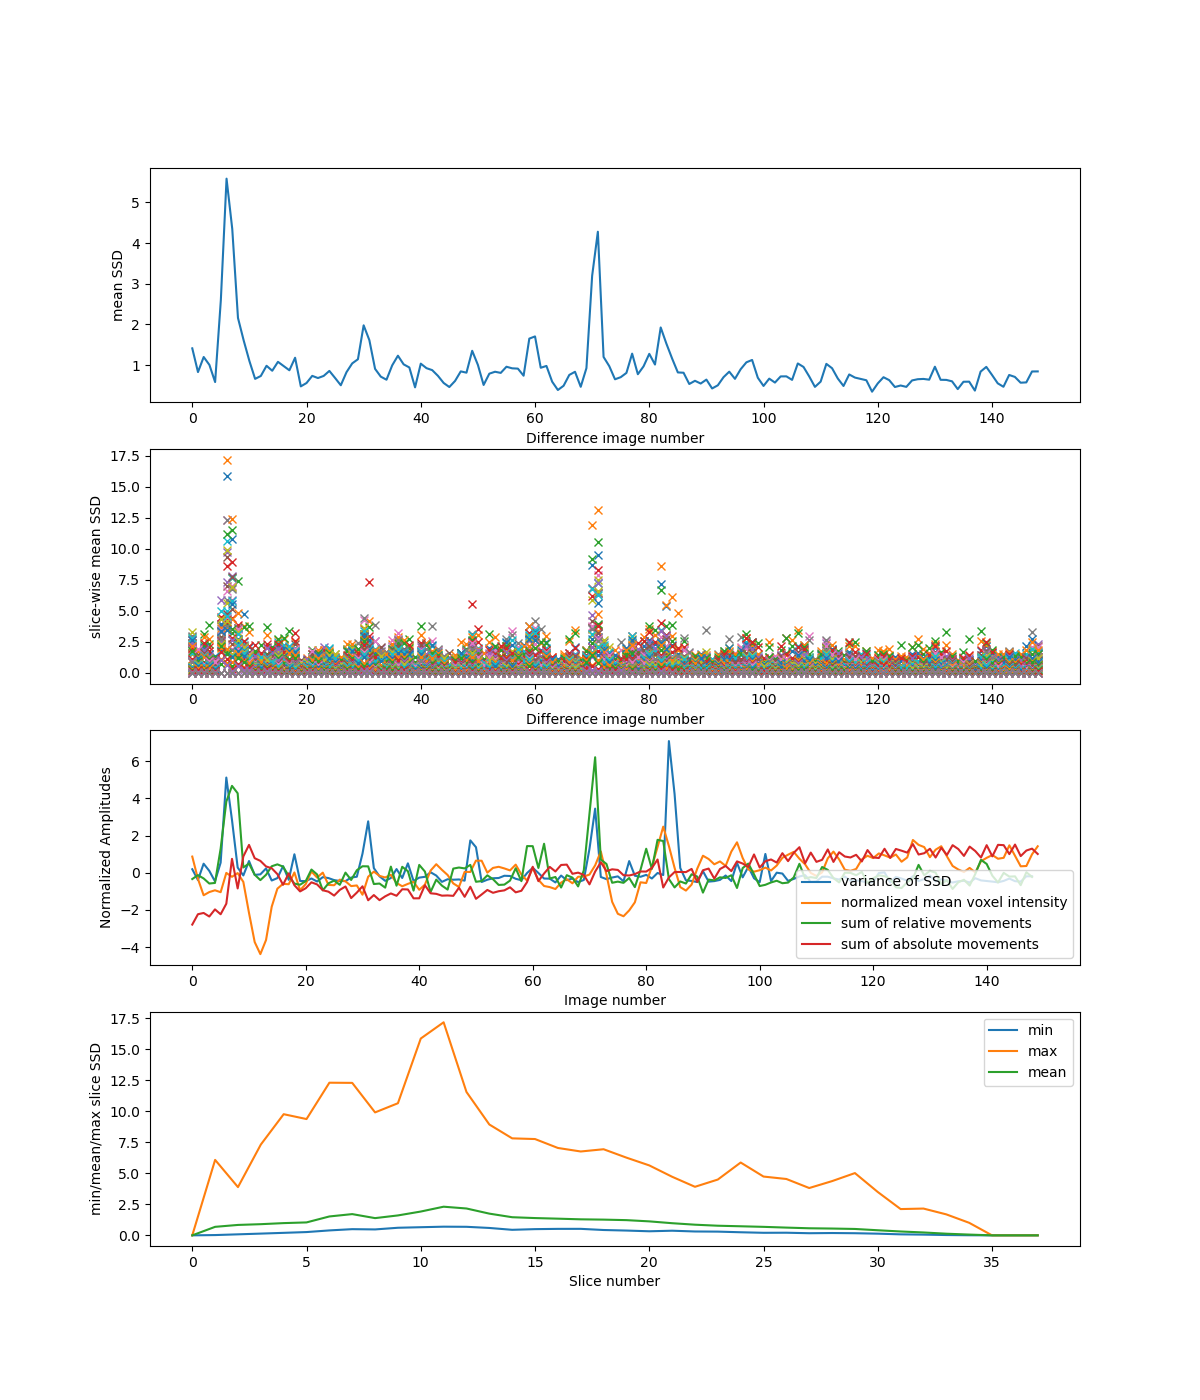 5
4
3
2
1
mean SSD
0 20 40 60 80 100 120 140
Difference image number
17.5
15.0
12.5
10.0
7.5
5.0
2.5
0.0
slice-wise mean SSD
0 20 40 60 80 100 120 140
Difference image number
6
4
2
0
−2
−4
Normalized Amplitudes
variance of SSD
normalized mean voxel intensity
sum of relative movements
sum of absolute movements
0 20 40 60 80 100 120 140
Image number
17.5
15.0
12.5
10.0
7.5
5.0
2.5
0.0
min/mean/max slice SSD
min
max
mean
0 5 10 15 20 25 30 35
Slice number